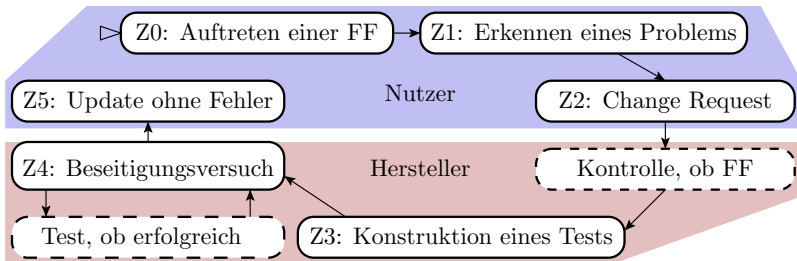 Z0: Auftreten einer FF
Z1: Erkennen eines Problems
Z5: Update ohne Fehler
Nutzer
Z2: Change Request
Z4: Beseitigungsversuch
Hersteller
Kontrolle, ob FF
Test, ob erfolgreich
Z3: Konstruktion eines Tests